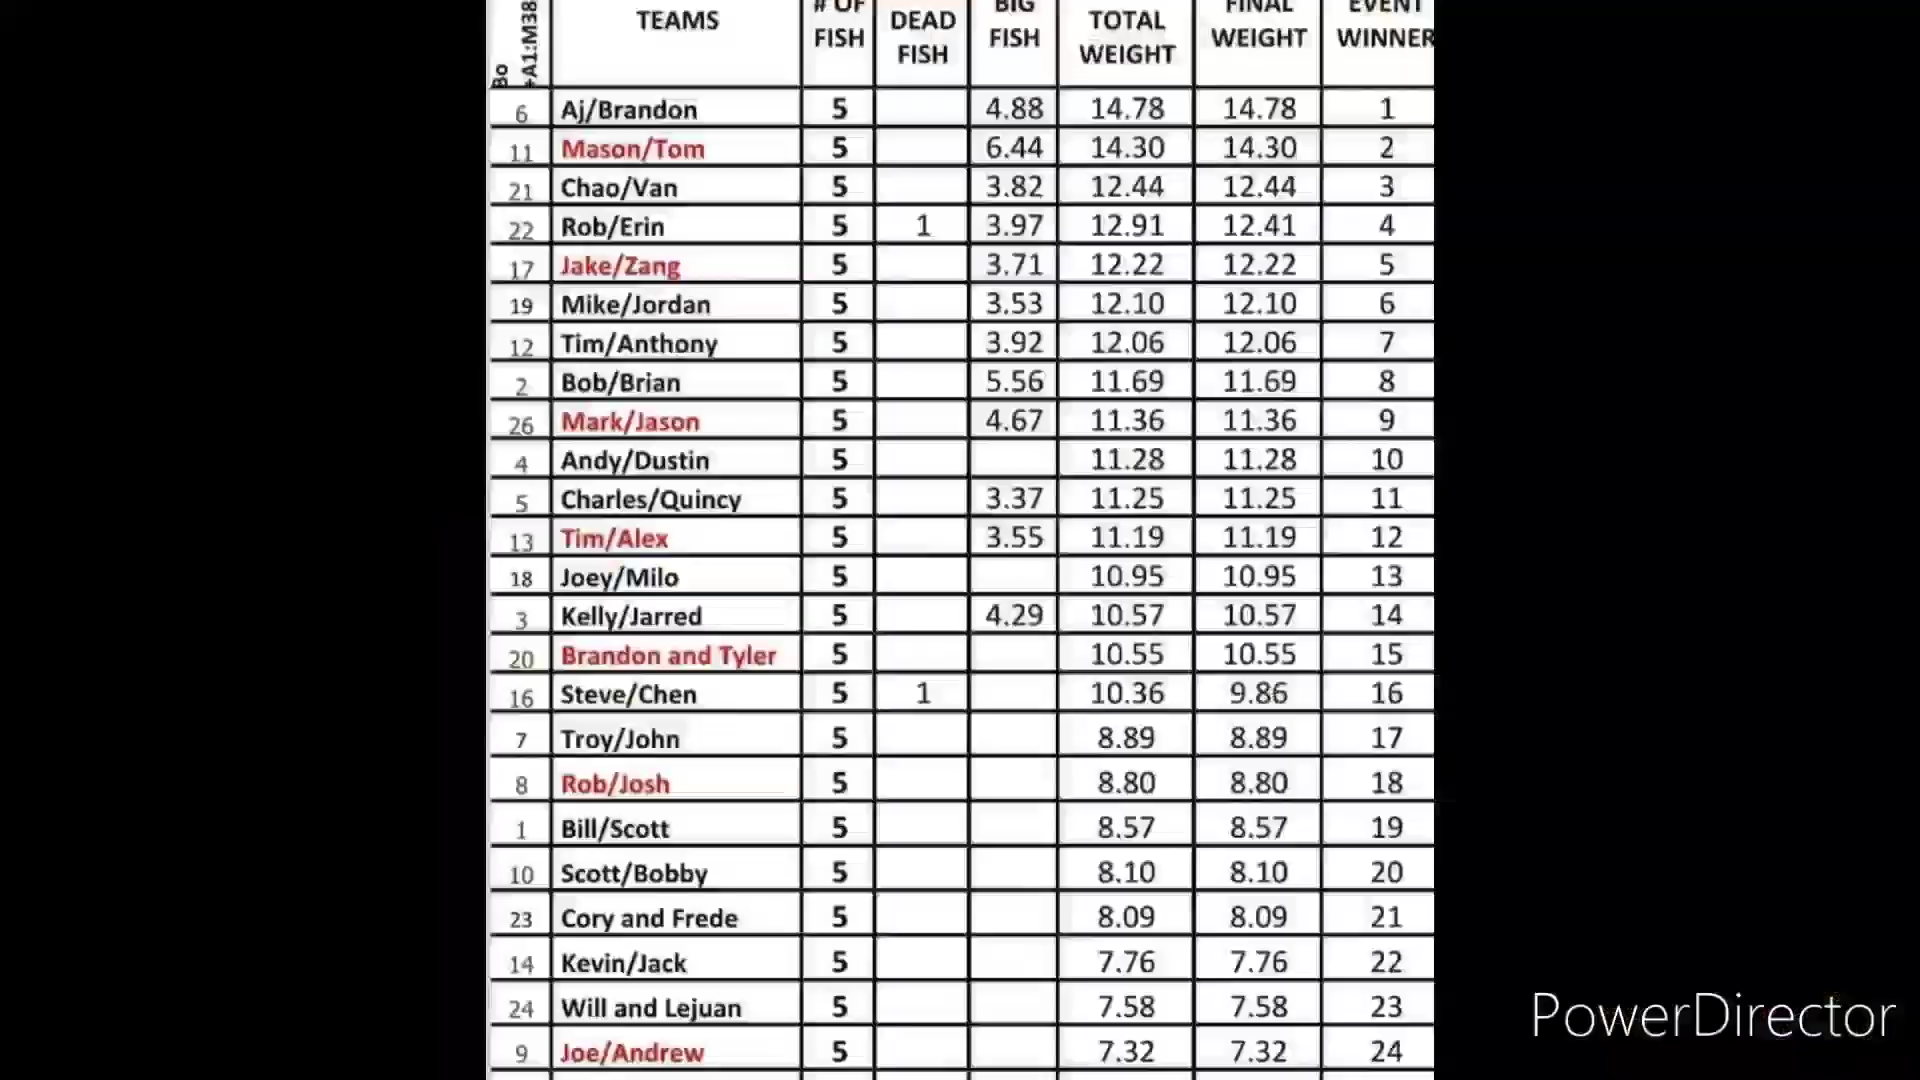 Bo +A1:M38 TEAMS # OF FISH DEAD FISH BIG FISH TOTAL WEIGHT FINAL WEIGHT EVENT WINNER
6 Aj/Brandon 5 4.88 14.78 14.78 1
11 Mason/Tom 5 6.44 14.30 14.30 2
21 Chao/Van 5 3.82 12.44 12.44 3
22 Rob/Erin 5 1 3.97 12.91 12.41 4
17 Jake/Zang 5 3.71 12.22 12.22 5
19 Mike/Jordan 5 3.53 12.10 12.10 6
12 Tim/Anthony 5 3.92 12.06 12.06 7
2 Bob/Brian 5 5.56 11.69 11.69 8
26 Mark/Jason 5 4.67 11.36 11.36 9
4 Andy/Dustin 5 11.28 11.28 10
5 Charles/Quincy 5 3.37 11.25 11.25 11
13 Tim/Alex 5 3.55 11.19 11.19 12
18 Joey/Milo 5 10.95 10.95 13
3 Kelly/Jarred 5 4.29 10.57 10.57 14
20 Brandon and Tyler 5 10.55 10.55 15
16 Steve/Chen 5 1 10.36 9.86 16
7 Troy/John 5 8.89 8.89 17
8 Rob/Josh 5 8.80 8.80 18
1 Bill/Scott 5 8.57 8.57 19
10 Scott/Bobby 5 8.10 8.10 20
23 Cory and Frede 5 8.09 8.09 21
14 Kevin/Jack 5 7.76 7.76 22
24 Will and Lejuan 5 7.58 7.58 23
9 Joe/Andrew 5 7.32 7.32 24
PowerDirector